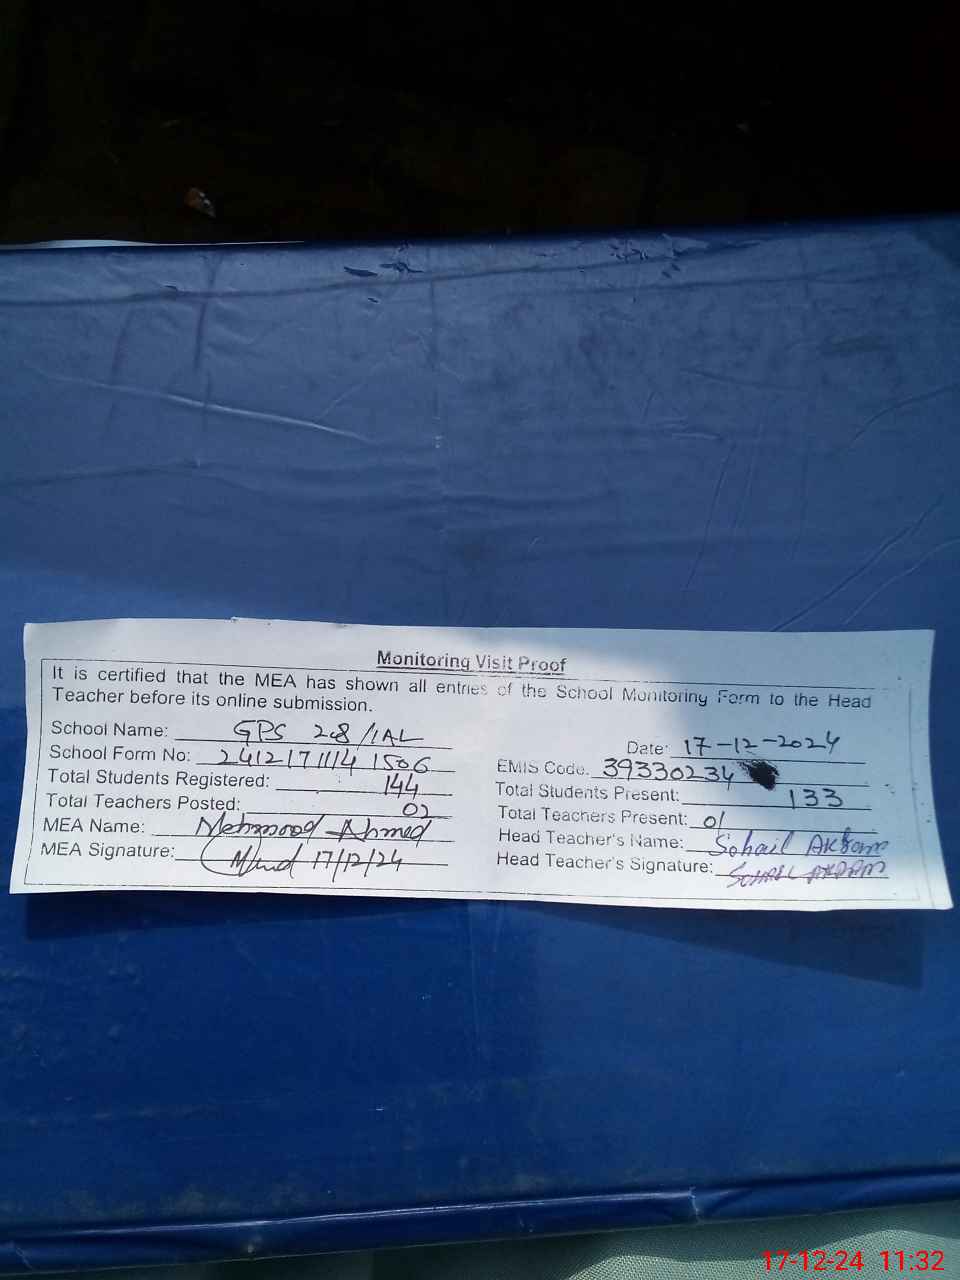 Monitoring Visit Proof
It is certified that the MEA has shown all entries of the School Monitoring Form to the Head
Teacher before its online submission.
School Name: GPS 28/1AL
Date: 17-12-2024
School Form No: 24121711141506
EMIS Code: 39330234
Total Students Registered: 144
Total Students Present: 133
Total Teachers Posted: 02
Total Teachers Present: 01
MEA Name: Mehmood Ahmed
Head Teacher's Name: Sohail Akram
MEA Signature: 17/12/24
Head Teacher's Signature: SOHAIL AKRAM
17-12-24 11:32